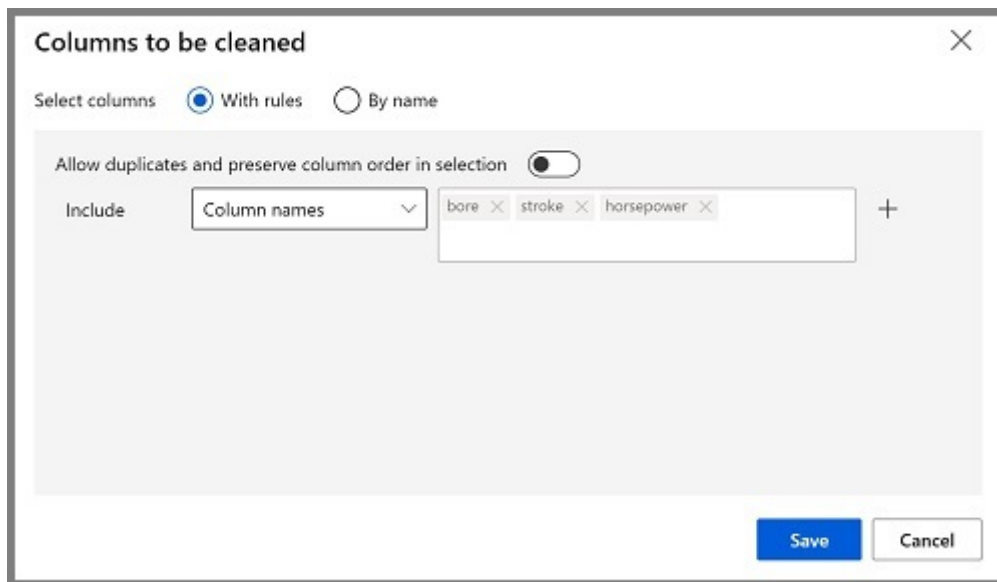 Columns to be cleaned
Select columns With rules By name
Allow duplicates and preserve column order in selection
Include Column names bore stroke horsepower
Save Cancel